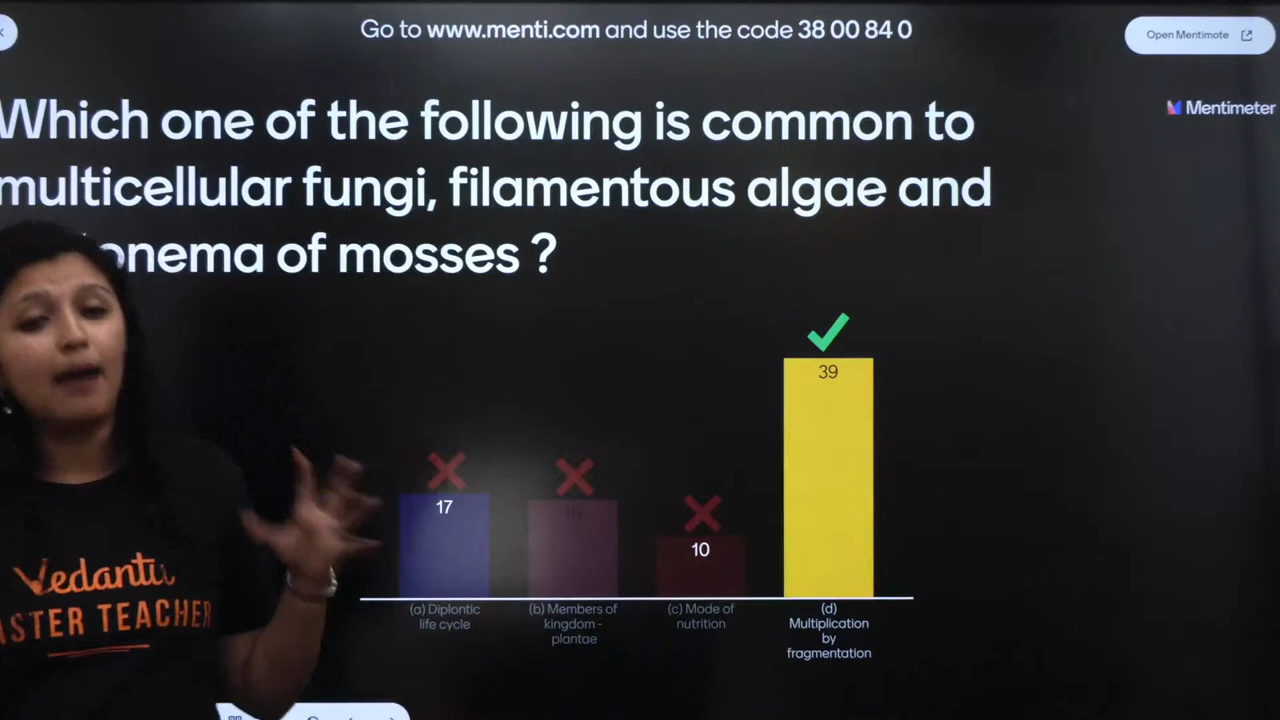 Go to www.menti.com and use the code 38 00 84 0
Open Mentimote
Mentimeter
Which one of the following is common to
multicellular fungi, filamentous algae and
onema of mosses ?
39
17
10
(a) Diplontic
life cycle
(b) Members of
kingdom -
plantae
(c) Mode of
nutrition
(d)
Multiplication
by
fragmentation
Vedantu
ASTER TEACHER